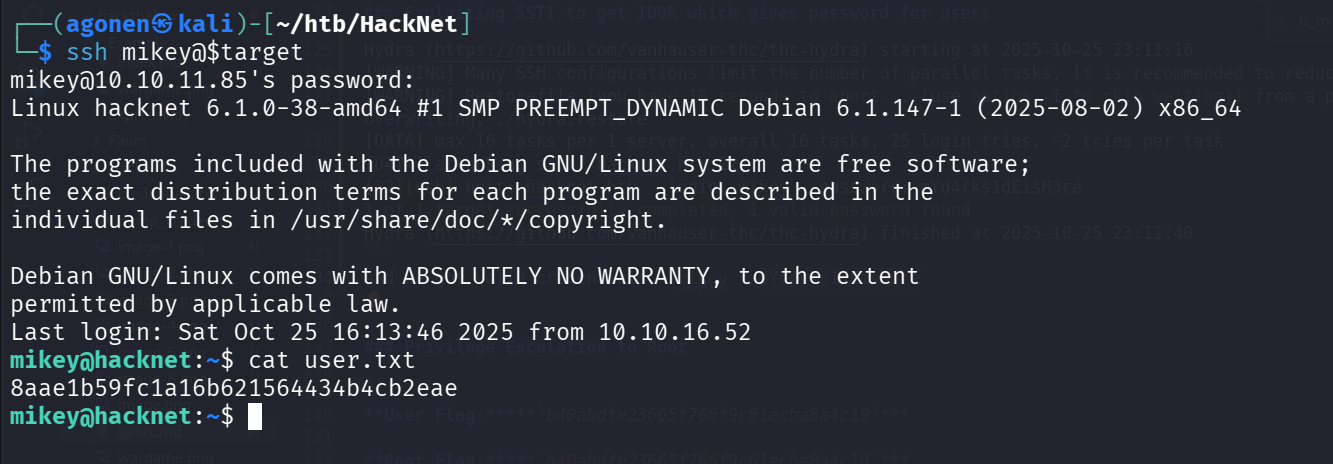 ┌──(agonen㉿kali)-[~/htb/HackNet]
└─$ ssh mikey@$target
mikey@10.10.11.85's password:
Linux hacknet 6.1.0-38-amd64 #1 SMP PREEMPT_DYNAMIC Debian 6.1.147-1 (2025-08-02) x86_64

The programs included with the Debian GNU/Linux system are free software;
the exact distribution terms for each program are described in the
individual files in /usr/share/doc/*/copyright.

Debian GNU/Linux comes with ABSOLUTELY NO WARRANTY, to the extent
permitted by applicable law.
Last login: Sat Oct 25 16:13:46 2025 from 10.10.16.52
mikey@hacknet:~$ cat user.txt
8aae1b59fc1a16b621564434b4cb2eae
mikey@hacknet:~$